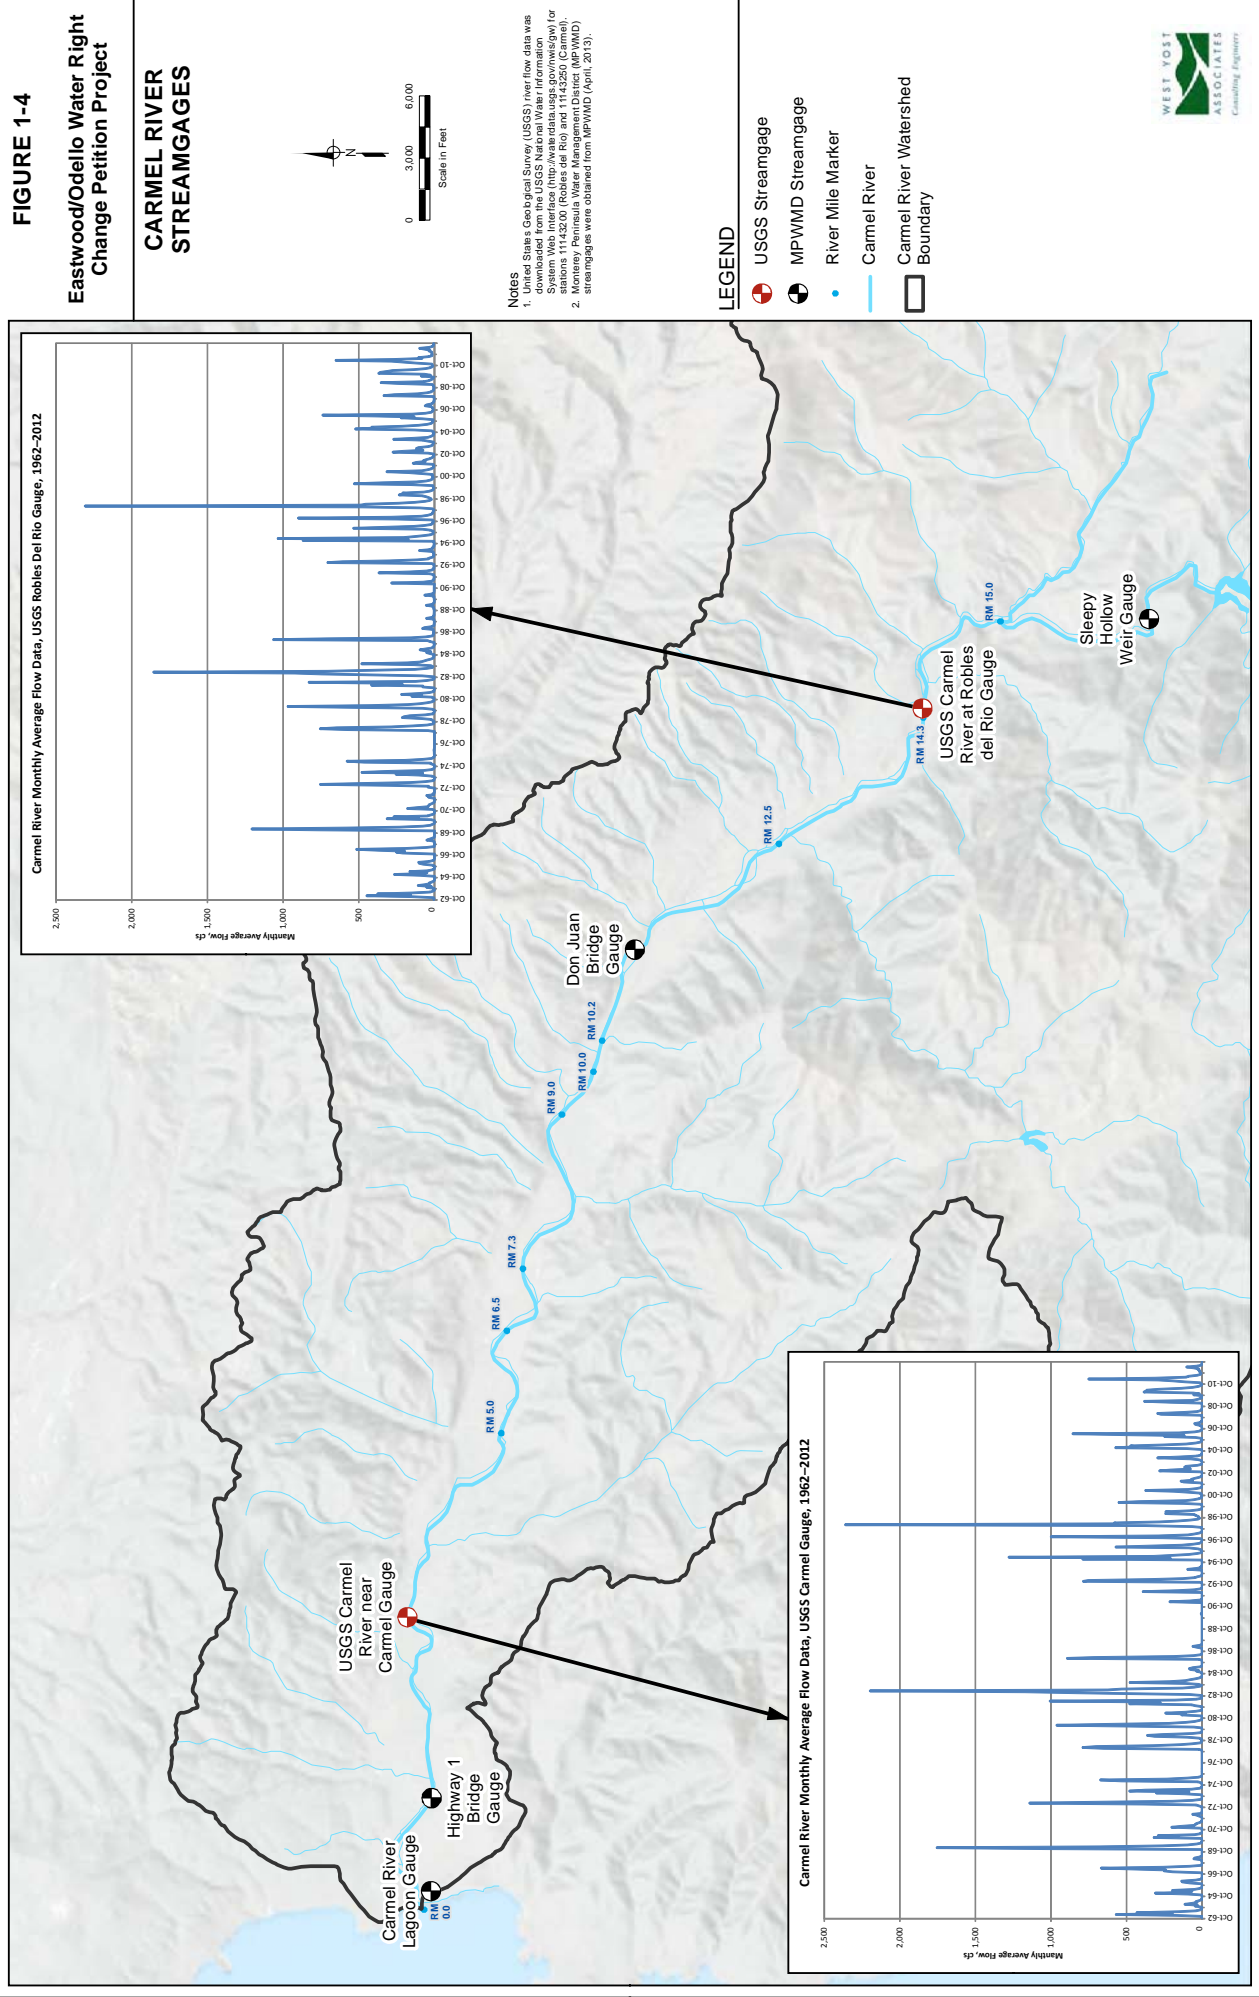 FIGURE 1-4
Eastwood/Odello Water Right
Change Petition Project
CARMEL RIVER
STREAMGAGES
N
0 3,000 6,000
Scale in Feet
Notes
1. United States Geological Survey (USGS) river flow data was
downloaded from the USGS National Water Information
System Web Interface (http://waterdata.usgs.gov/nwis/gw) for
stations 11143200 (Robles del Rio) and 11143250 (Carmel).
2. Monterey Peninsula Water Management District (MPWMD)
streamgages were obtained from MPWMD (April, 2013).
LEGEND
USGS Streamgage
MPWMD Streamgage
River Mile Marker
Carmel River
Carmel River Watershed
Boundary
WEST YOST
ASSOCIATES
Consulting Engineers
Carmel River Monthly Average Flow Data, USGS Robles Del Rio Gauge, 1962–2012
Manthly Average Flow, cfs
2,500
2,000
1,500
1,000
500
0
Oct-62
Oct-64
Oct-66
Oct-68
Oct-70
Oct-72
Oct-74
Oct-76
Oct-78
Oct-80
Oct-82
Oct-84
Oct-86
Oct-88
Oct-90
Oct-92
Oct-94
Oct-96
Oct-98
Oct-00
Oct-02
Oct-04
Oct-06
Oct-08
Oct-10
Carmel River
Lagoon Gauge
RM
0.0
Highway 1
Bridge
Gauge
USGS Carmel
River near
Carmel Gauge
RM 5.0
RM 6.5
RM 7.3
RM 9.0
RM 10.0
RM 10.2
Don Juan
Bridge
Gauge
RM 12.5
RM 14.3
USGS Carmel
River at Robles
del Rio Gauge
RM 15.0
Sleepy
Hollow
Weir Gauge
Carmel River Monthly Average Flow Data, USGS Carmel Gauge, 1962–2012
Manthly Average Flow, cfs
2,500
2,000
1,500
1,000
500
0
Oct-62
Oct-64
Oct-66
Oct-68
Oct-70
Oct-72
Oct-74
Oct-76
Oct-78
Oct-80
Oct-82
Oct-84
Oct-86
Oct-88
Oct-90
Oct-92
Oct-94
Oct-96
Oct-98
Oct-00
Oct-02
Oct-04
Oct-06
Oct-08
Oct-10